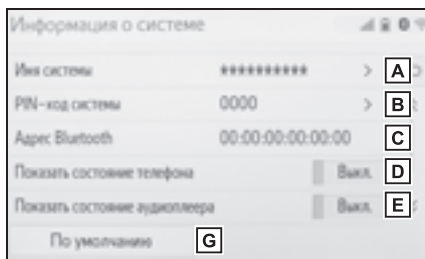 Информация о системе
Имя системы ********** > A
PIN-код системы 0000 > B
Адрес Bluetooth 00:00:00:00:00:00 C
Показать состояние телефона Выкл. D
Показать состояние аудиоплеера Выкл. E
По умолчанию G